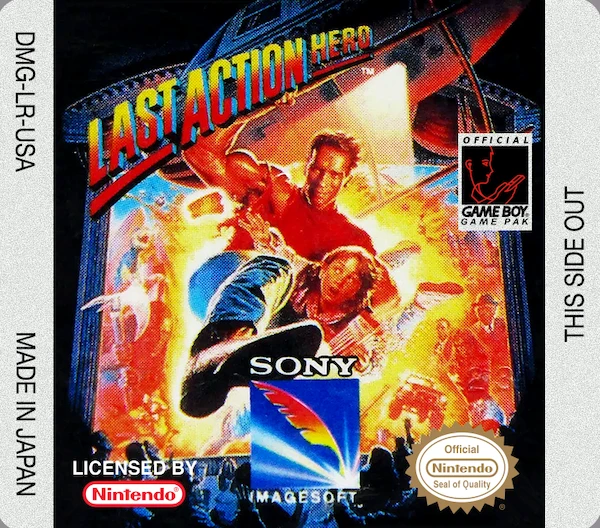 DMG-LR-USA
MADE IN JAPAN
LAST ACTION HERO
TM
OFFICIAL
GAME BOY
GAME PAK
THIS SIDE OUT
SONY
IMAGESOFT
LICENSED BY
Nintendo®
Official
Nintendo
Seal of Quality
®